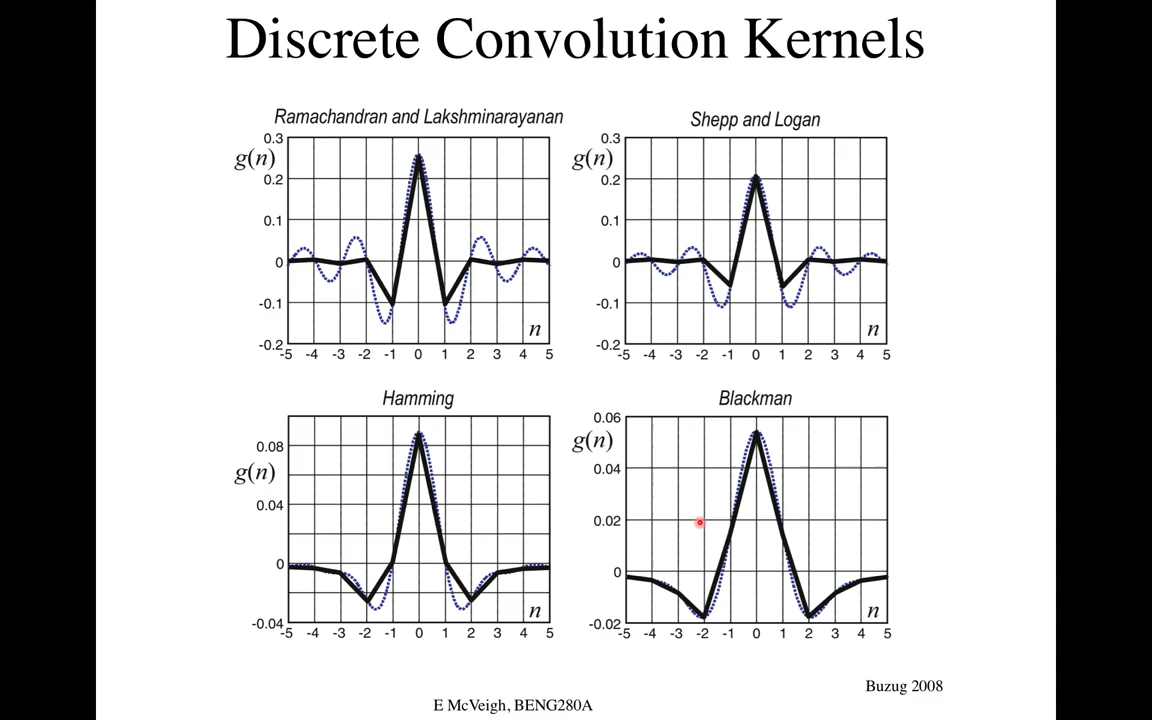 Discrete Convolution Kernels
Ramachandran and Lakshminarayanan
0.3
g(n)
0.2
0.1
0
-0.1
n
-0.2
-5 -4 -3 -2 -1 0 1 2 3 4 5
Shepp and Logan
0.3
g(n)
0.2
0.1
0
-0.1
n
-0.2
-5 -4 -3 -2 -1 0 1 2 3 4 5
Hamming
0.08
g(n)
0.04
0
n
-0.04
-5 -4 -3 -2 -1 0 1 2 3 4 5
Blackman
0.06
g(n)
0.04
0.02
0
n
-0.02
-5 -4 -3 -2 -1 0 1 2 3 4 5
Buzug 2008
E McVeigh, BENG280A